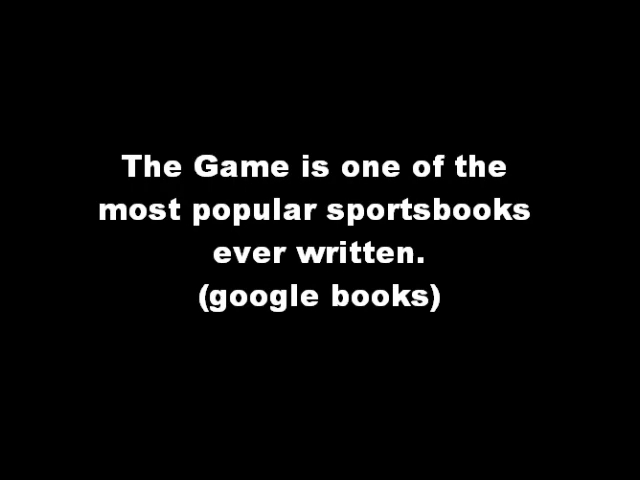 The Game is one of the
most popular sportsbooks
ever written.
(google books)